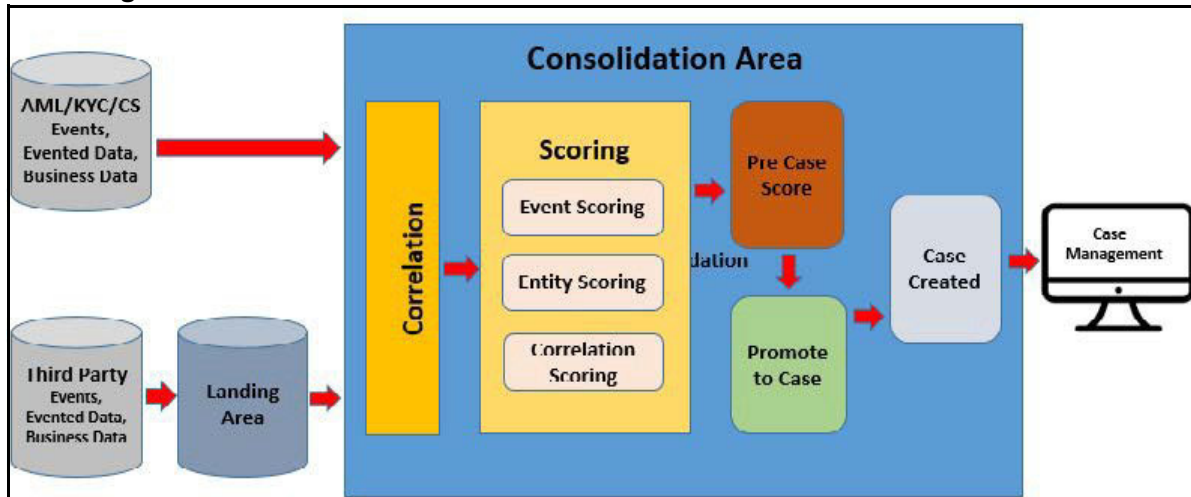 Consolidation Area
AML/KYC/CS
Events,
Evented Data,
Business Data
Correlation
Scoring
Event Scoring
Entity Scoring
Correlation
Scoring
Pre Case
Score
dation
Promote
to Case
Case
Created
Case
Management
Third Party
Events,
Evented Data,
Business Data
Landing
Area